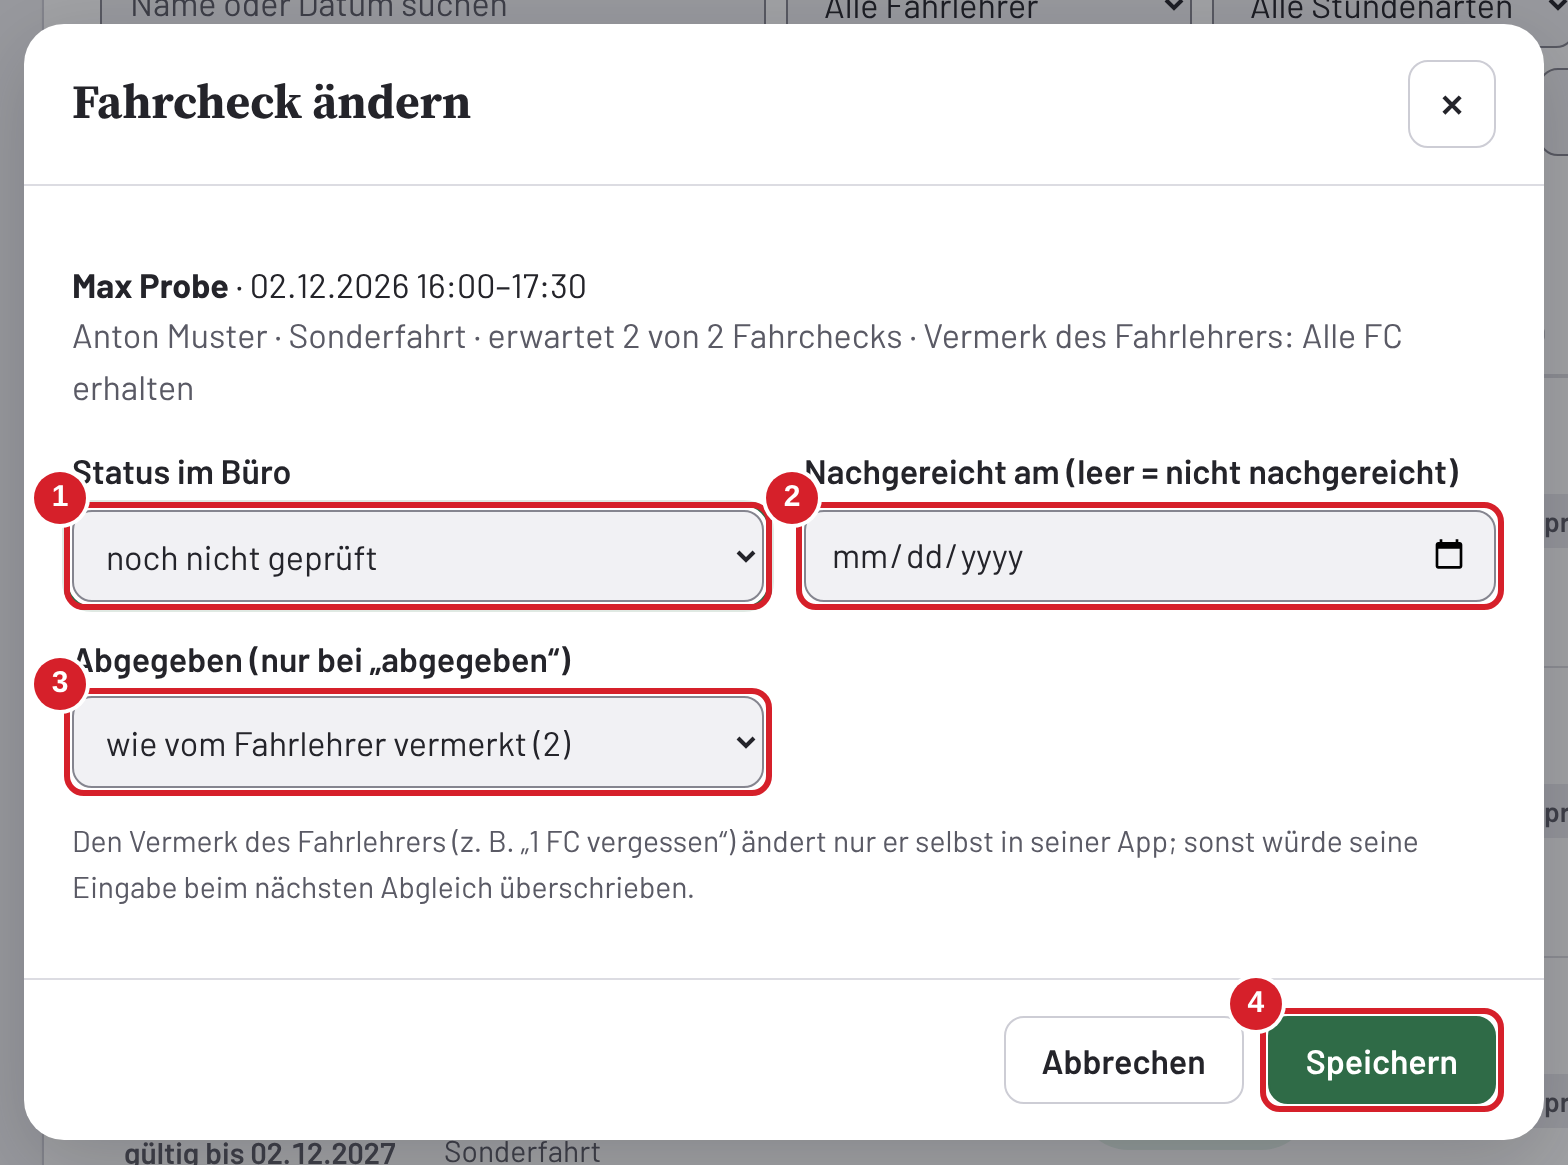 Name oder Datum suchen
Alle Fahrlehrer
Alle Stundenarten
Fahrcheck ändern
×
Max Probe · 02.12.2026 16:00–17:30
Anton Muster · Sonderfahrt · erwartet 2 von 2 Fahrchecks · Vermerk des Fahrlehrers: Alle FC
erhalten
Status im Büro
Nachgereicht am (leer = nicht nachgereicht)
1
2
noch nicht geprüft
mm/dd/yyyy
Abgegeben (nur bei „abgegeben“)
3
wie vom Fahrlehrer vermerkt (2)
Den Vermerk des Fahrlehrers (z. B. „1 FC vergessen“) ändert nur er selbst in seiner App; sonst würde seine
Eingabe beim nächsten Abgleich überschrieben.
4
Abbrechen
Speichern
gültig bis 02.12.2027
Sonderfahrt